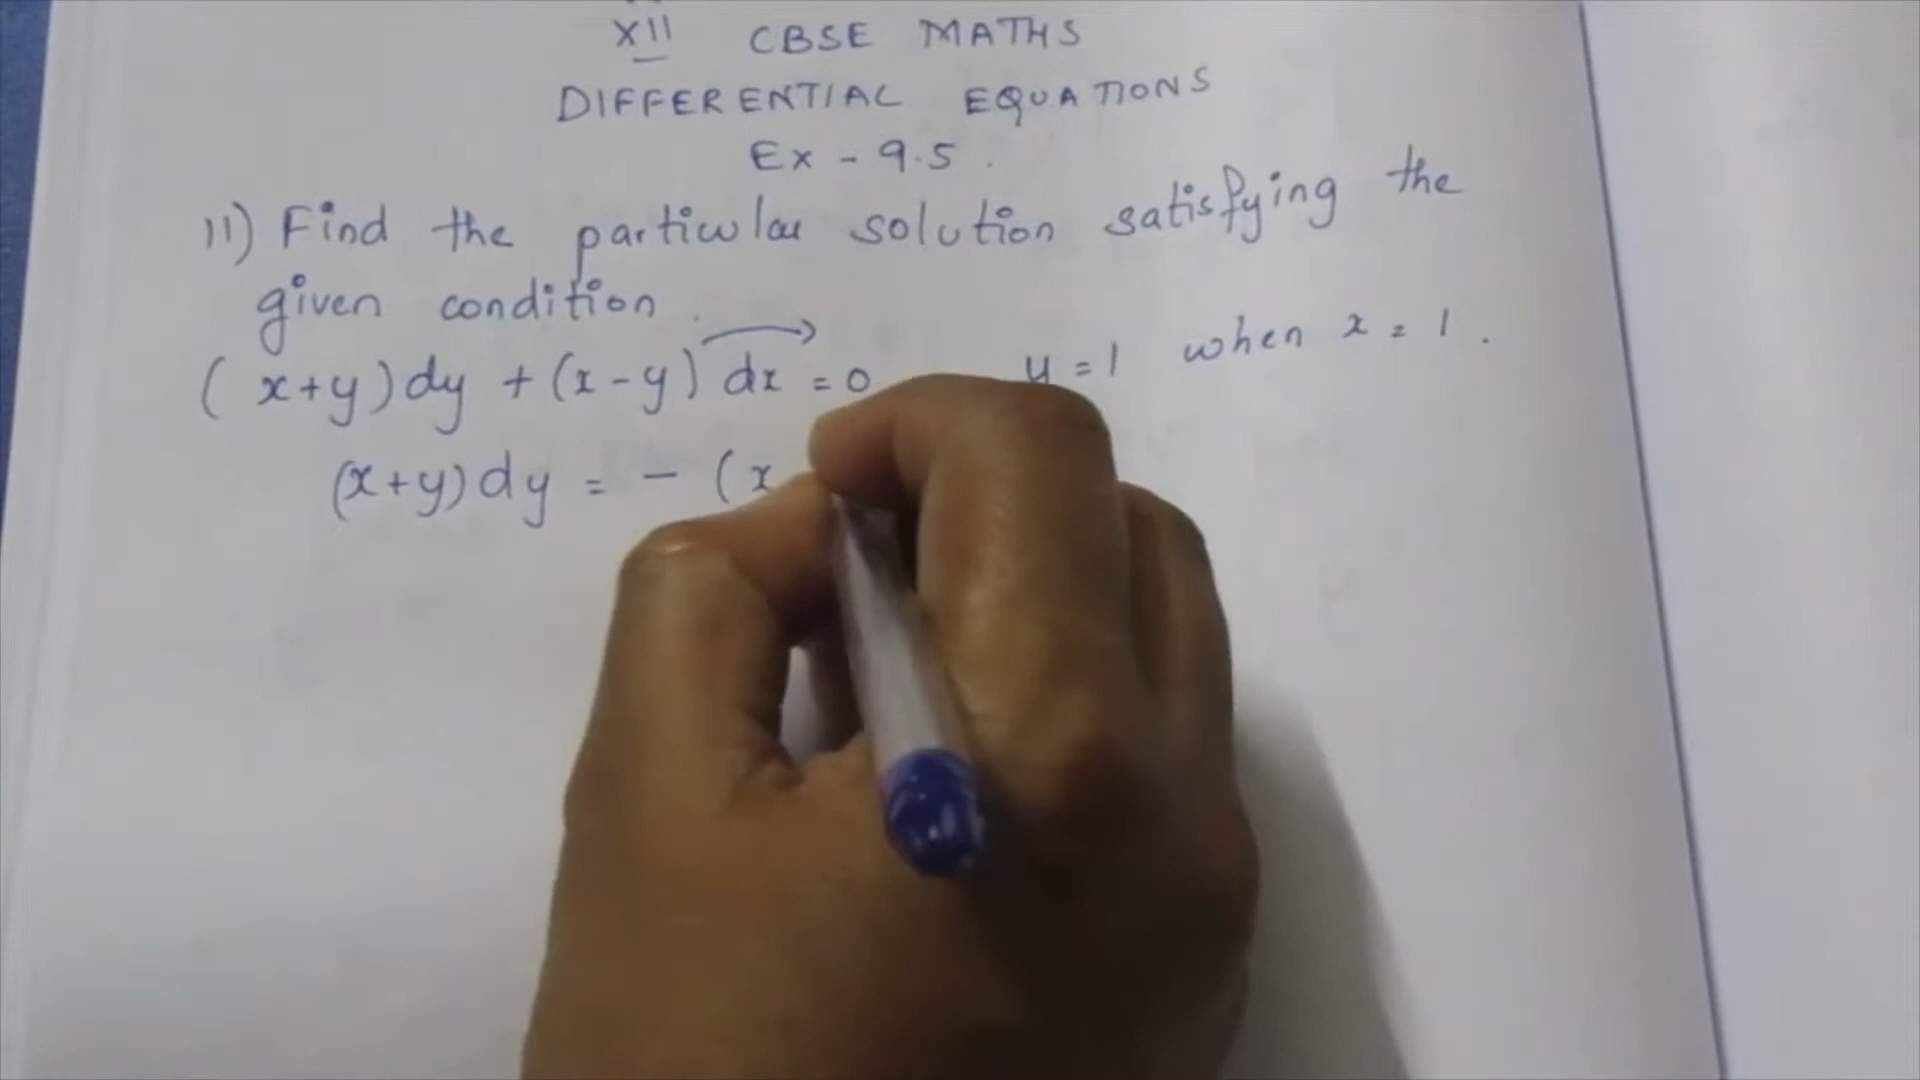 XII CBSE MATHS
DIFFERENTIAL EQUATIONS
Ex - 9.5.
11) Find the particular solution satisfying the
given condition.
(x+y)dy + (x-y) dx = 0 y = 1 when x = 1.
(x+y)dy = - (x